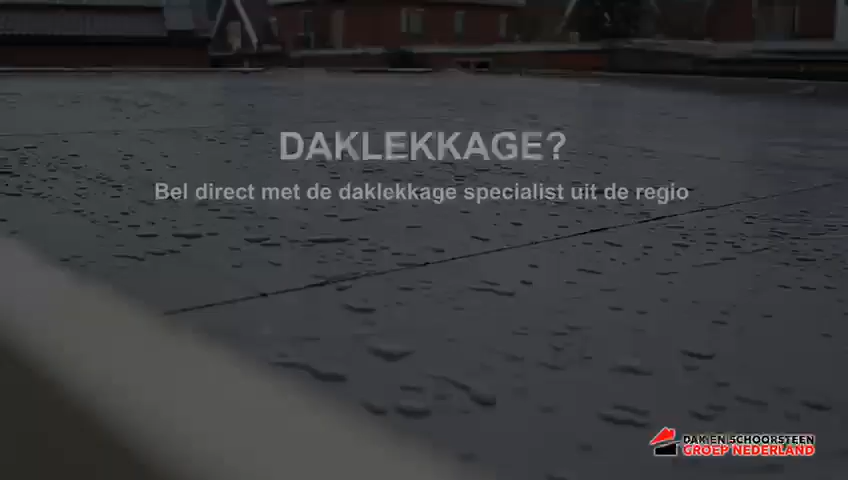 DAKLEKKAGE?
Bel direct met de daklekkage specialist uit de regio
DAK EN SCHOORSTEEN
GROEP NEDERLAND